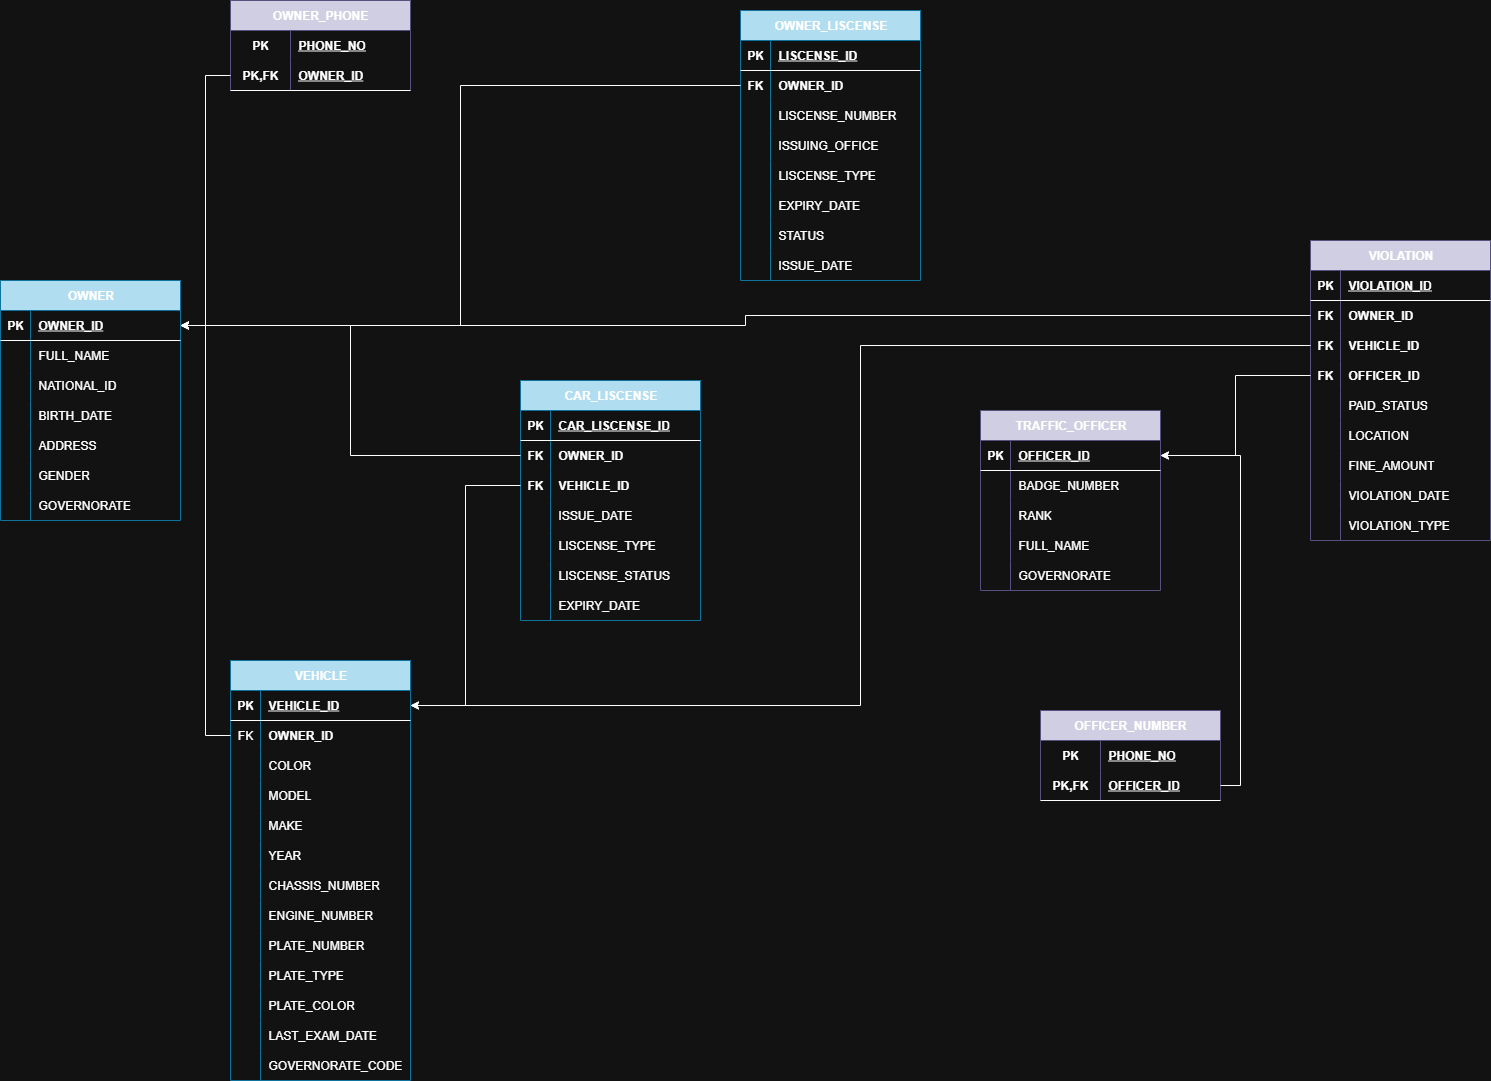 OWNER_PHONE
PK PHONE_NO
PK,FK OWNER_ID
OWNER_LISCENSE
PK LISCENSE_ID
FK OWNER_ID
LISCENSE_NUMBER
ISSUING_OFFICE
LISCENSE_TYPE
EXPIRY_DATE
STATUS
ISSUE_DATE
VIOLATION
PK VIOLATION_ID
FK OWNER_ID
FK VEHICLE_ID
FK OFFICER_ID
PAID_STATUS
LOCATION
FINE_AMOUNT
VIOLATION_DATE
VIOLATION_TYPE
OWNER
PK OWNER_ID
FULL_NAME
NATIONAL_ID
BIRTH_DATE
ADDRESS
GENDER
GOVERNORATE
CAR_LISCENSE
PK CAR_LISCENSE_ID
FK OWNER_ID
FK VEHICLE_ID
ISSUE_DATE
LISCENSE_TYPE
LISCENSE_STATUS
EXPIRY_DATE
TRAFFIC_OFFICER
PK OFFICER_ID
BADGE_NUMBER
RANK
FULL_NAME
GOVERNORATE
VEHICLE
PK VEHICLE_ID
FK OWNER_ID
COLOR
MODEL
MAKE
YEAR
CHASSIS_NUMBER
ENGINE_NUMBER
PLATE_NUMBER
PLATE_TYPE
PLATE_COLOR
LAST_EXAM_DATE
GOVERNORATE_CODE
OFFICER_NUMBER
PK PHONE_NO
PK,FK OFFICER_ID